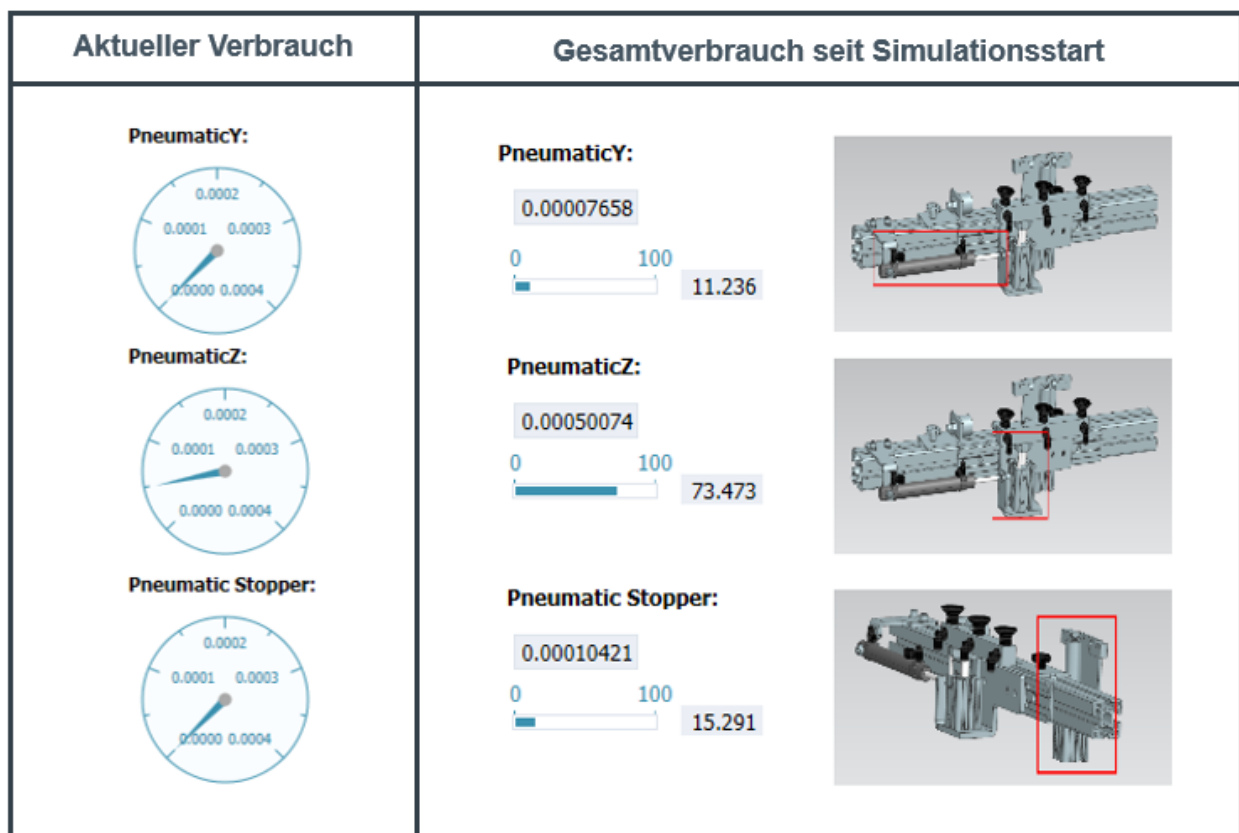 Aktueller Verbrauch
Gesamtverbrauch seit Simulationsstart
PneumaticY:
0.0002
0.0001 0.0003
0.0000 0.0004
PneumaticY:
0.00007658
0 100
11.236
PneumaticZ:
0.0002
0.0001 0.0003
0.0000 0.0004
PneumaticZ:
0.00050074
0 100
73.473
Pneumatic Stopper:
0.0002
0.0001 0.0003
0.0000 0.0004
Pneumatic Stopper:
0.00010421
0 100
15.291